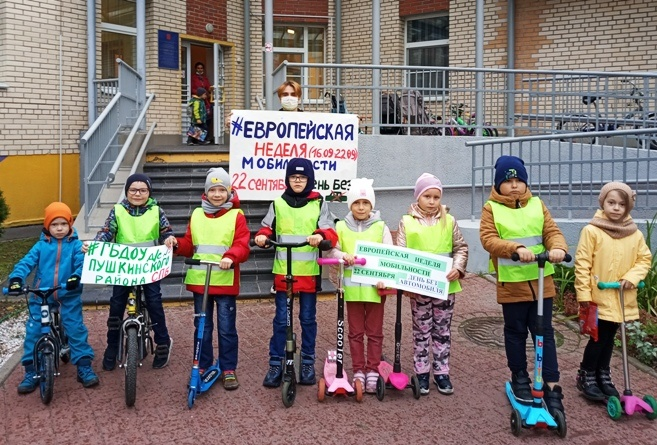 #ЕВРОПЕЙСКАЯ
НЕДЕЛЯ (16.09 22.09)
МОБИЛЬНОСТИ
22 СЕНТЯБРЯ ДЕНЬ БЕЗ
#ГБДОУ
ПУШКИНСКОГО
РАЙОНА СПБ
ЕВРОПЕЙСКАЯ НЕДЕЛЯ
МОБИЛЬНОСТИ
22 СЕНТЯБРЯ - ДЕНЬ БЕЗ
АВТОМОБИЛЯ
SCOOTER